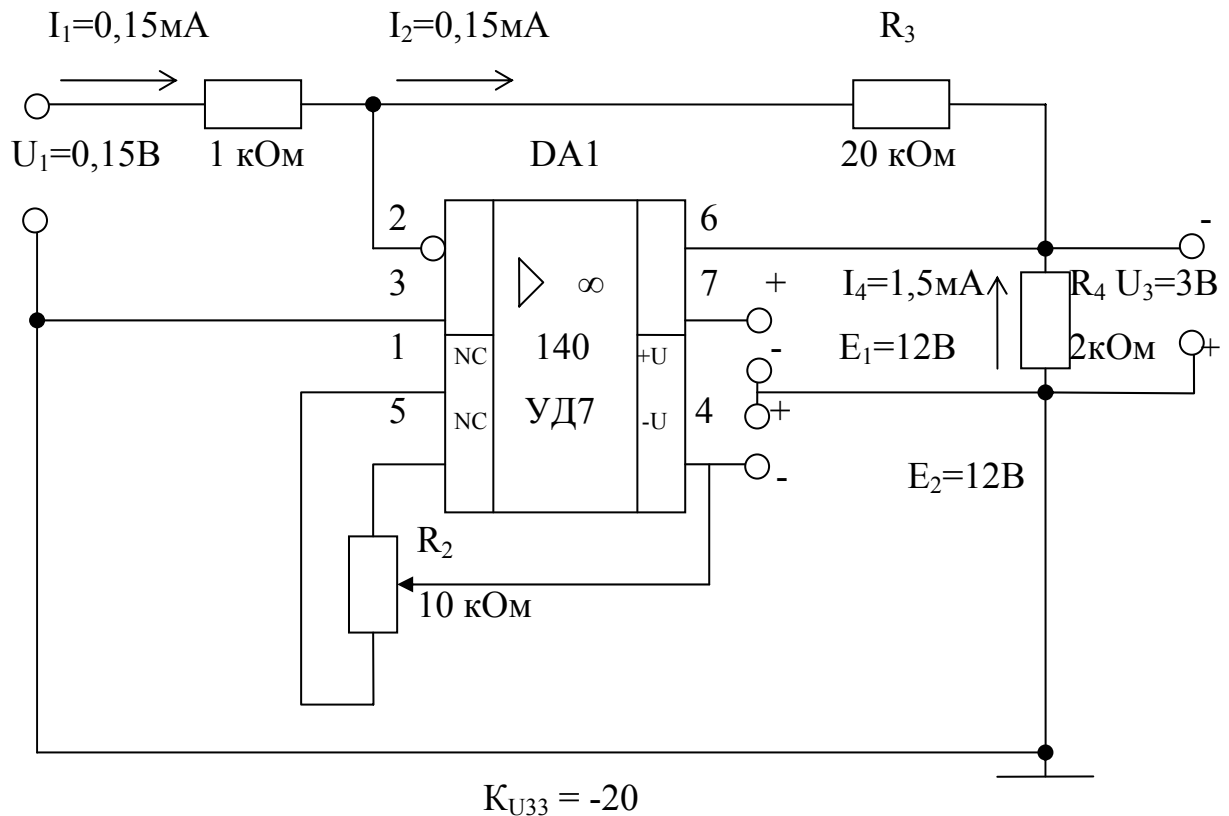 I₁=0,15мА
I₂=0,15мА
R₃
U₁=0,15В
1 кОм
DA1
20 кОм
2
6
-
3
∞
7
+
I₄=1,5мА
R₄ U₃=3В
1
NC
140
+U
-
E₁=12В
2кОм
+
5
NC
УД7
-U
4
+
-
E₂=12В
R₂
10 кОм
K_U33 = -20